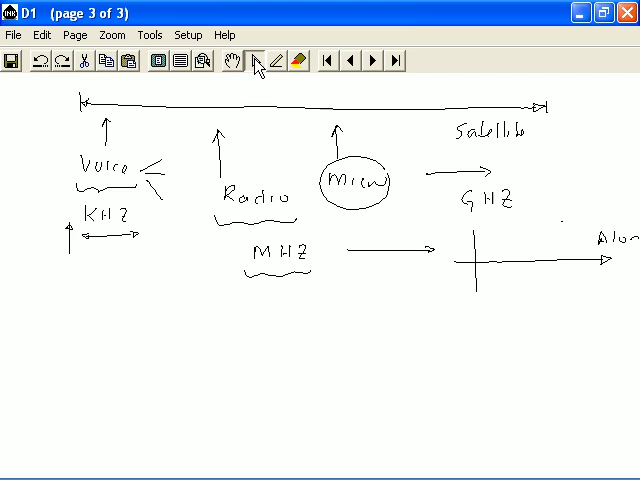 D1 (page 3 of 3)
File Edit Page Zoom Tools Setup Help
Satellite
Voice
Radio
Micro
KHZ
GHZ
MHZ